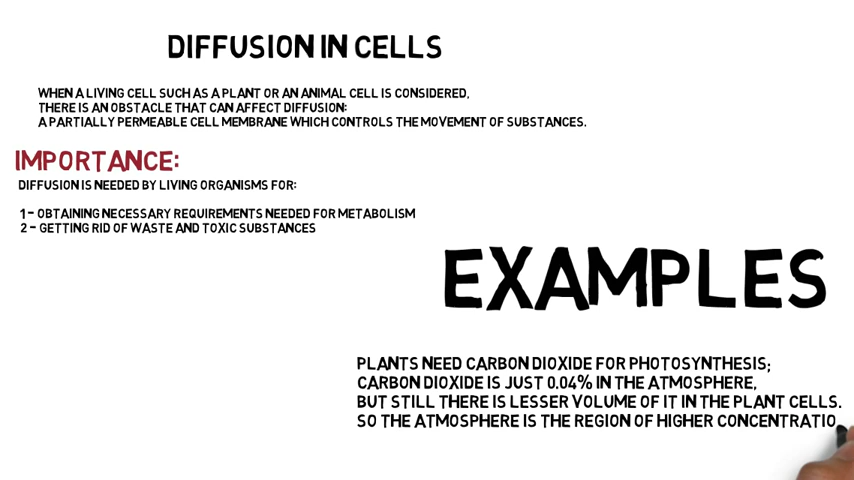 DIFFUSION IN CELLS
WHEN A LIVING CELL SUCH AS A PLANT OR AN ANIMAL CELL IS CONSIDERED,
THERE IS AN OBSTACLE THAT CAN AFFECT DIFFUSION:
A PARTIALLY PERMEABLE CELL MEMBRANE WHICH CONTROLS THE MOVEMENT OF SUBSTANCES.
IMPORTANCE:
DIFFUSION IS NEEDED BY LIVING ORGANISMS FOR:
1 - OBTAINING NECESSARY REQUIREMENTS NEEDED FOR METABOLISM
2 - GETTING RID OF WASTE AND TOXIC SUBSTANCES
EXAMPLES
PLANTS NEED CARBON DIOXIDE FOR PHOTOSYNTHESIS;
CARBON DIOXIDE IS JUST 0.04% IN THE ATMOSPHERE,
BUT STILL THERE IS LESSER VOLUME OF IT IN THE PLANT CELLS.
SO THE ATMOSPHERE IS THE REGION OF HIGHER CONCENTRATIO